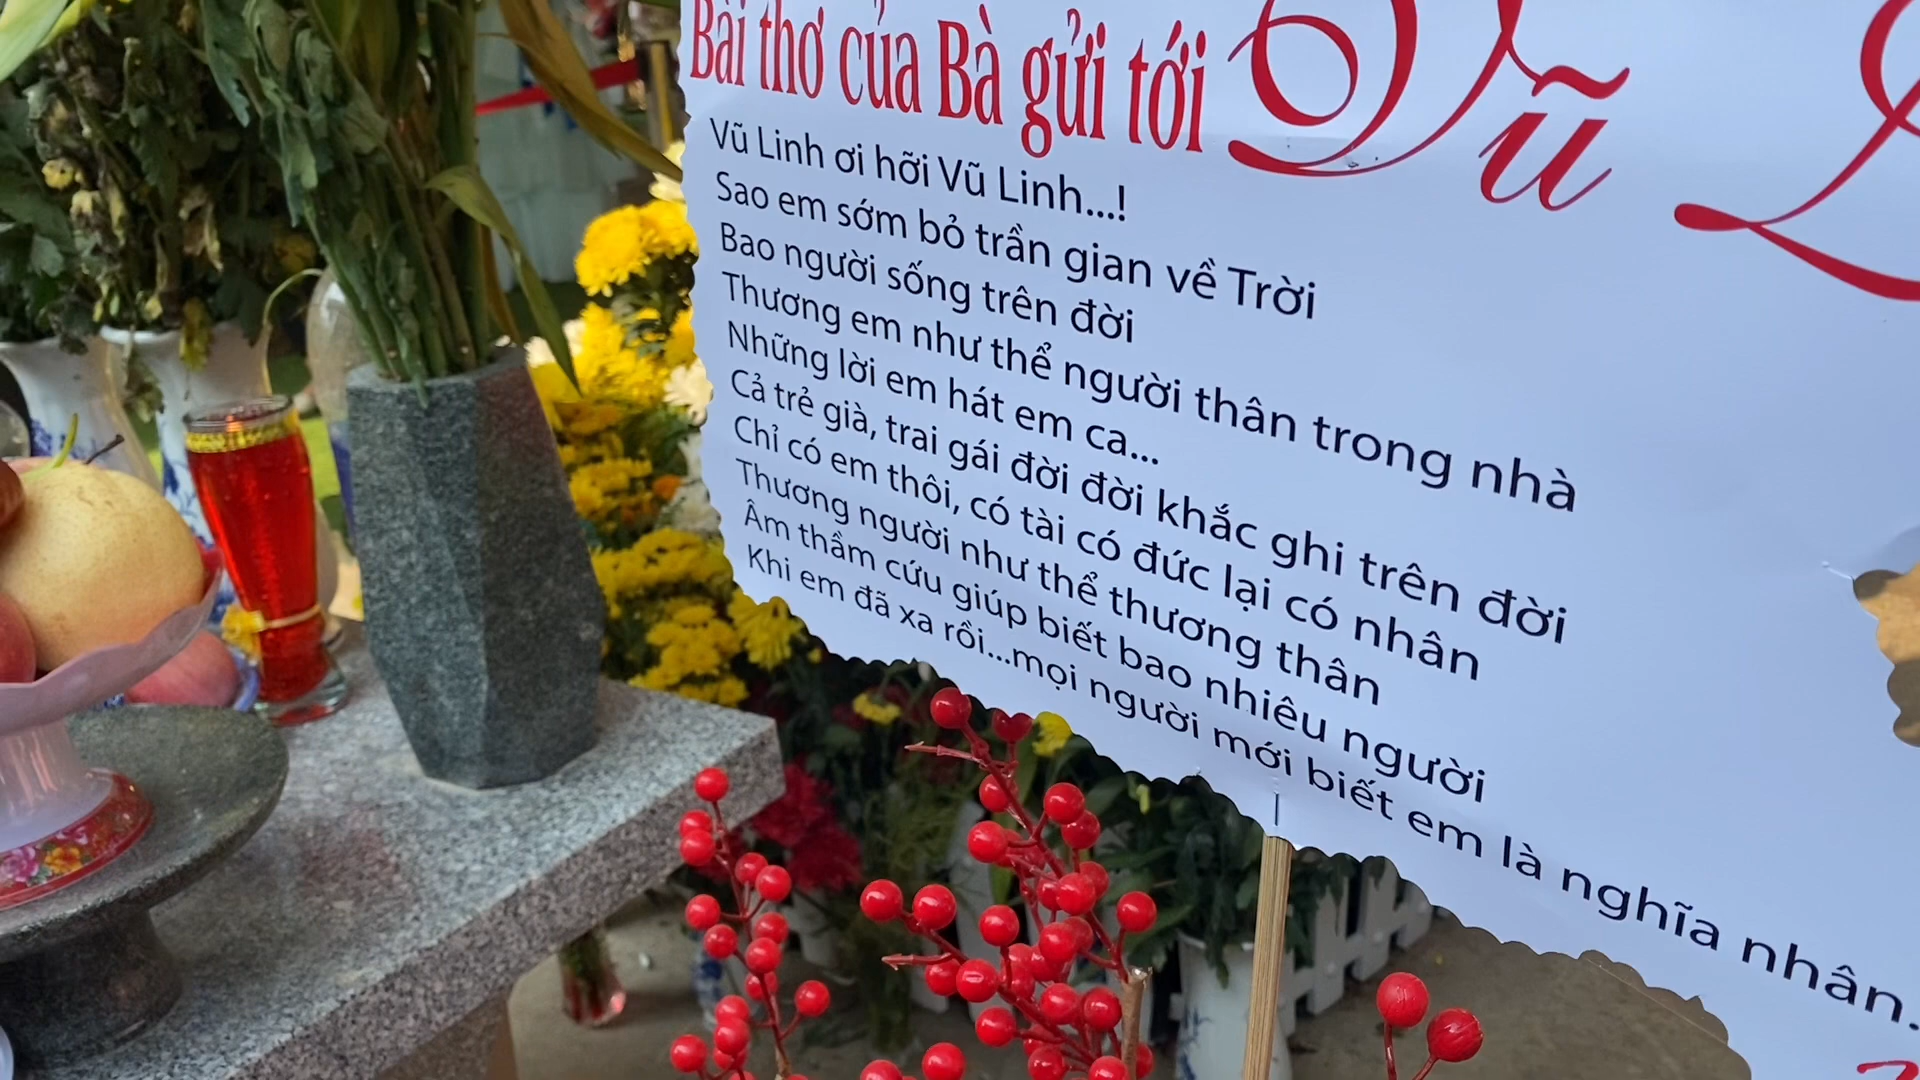 Bài thơ của Bà gửi tới Vũ
Vũ Linh ơi hỡi Vũ Linh...!
Sao em sớm bỏ trần gian về Trời
Bao người sống trên đời
Thương em như thể người thân trong nhà
Những lời em hát em ca...
Cả trẻ già, trai gái đời đời khắc ghi trên đời
Chỉ có em thôi, có tài có đức lại có nhân
Thương người như thể thương thân
Âm thầm cứu giúp biết bao nhiêu người
Khi em đã xa rồi...mọi người mới biết em là nghĩa nhân.